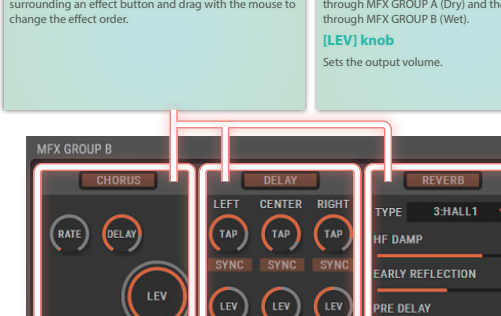 surrounding an effect button and drag with the mouse to
change the effect order.
through MFX GROUP A (Dry) and the
through MFX GROUP B (Wet).
[LEV] knob
Sets the output volume.
MFX GROUP B
CHORUS
RATE
DELAY
LEV
DELAY
LEFT CENTER RIGHT
TAP TAP TAP
SYNC SYNC SYNC
LEV LEV LEV
REVERB
TYPE 3:HALL1
HF DAMP
EARLY REFLECTION
PRE DELAY